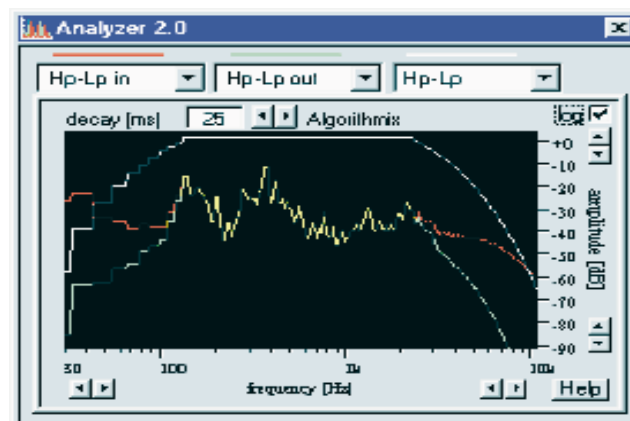 Analyzer 2.0
Hp-Lp in Hp-Lp out Hp-Lp
decay [ms] 25 Algorithmix log
+0
-10
-20
-30
-40
-50
-60
-70
-80
-90
amplitude [dB]
30 100 1k 10k
frequency [Hz]
Help